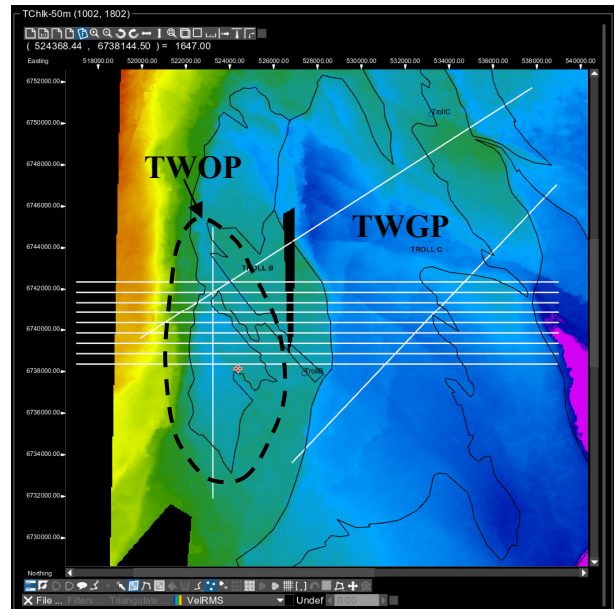 TChlk-50m (1002, 1802)
( 524368.44 , 6738144.50 ) = 1647.00
Easting 518000.00 520000.00 522000.00 524000.00 526000.00 528000.00 530000.00 532000.00 534000.00 536000.00 538000.00 540000.00
6752000.00
6750000.00
TrollC
6748000.00
TWOP
6746000.00
TWGP
6744000.00
TROLL C
TROLL B
6742000.00
6740000.00
6738000.00
TrollB
6736000.00
6734000.00
6732000.00
6730000.00
Northing
File ... Filters ... Triangulate ... VelRMS Undef 0.00